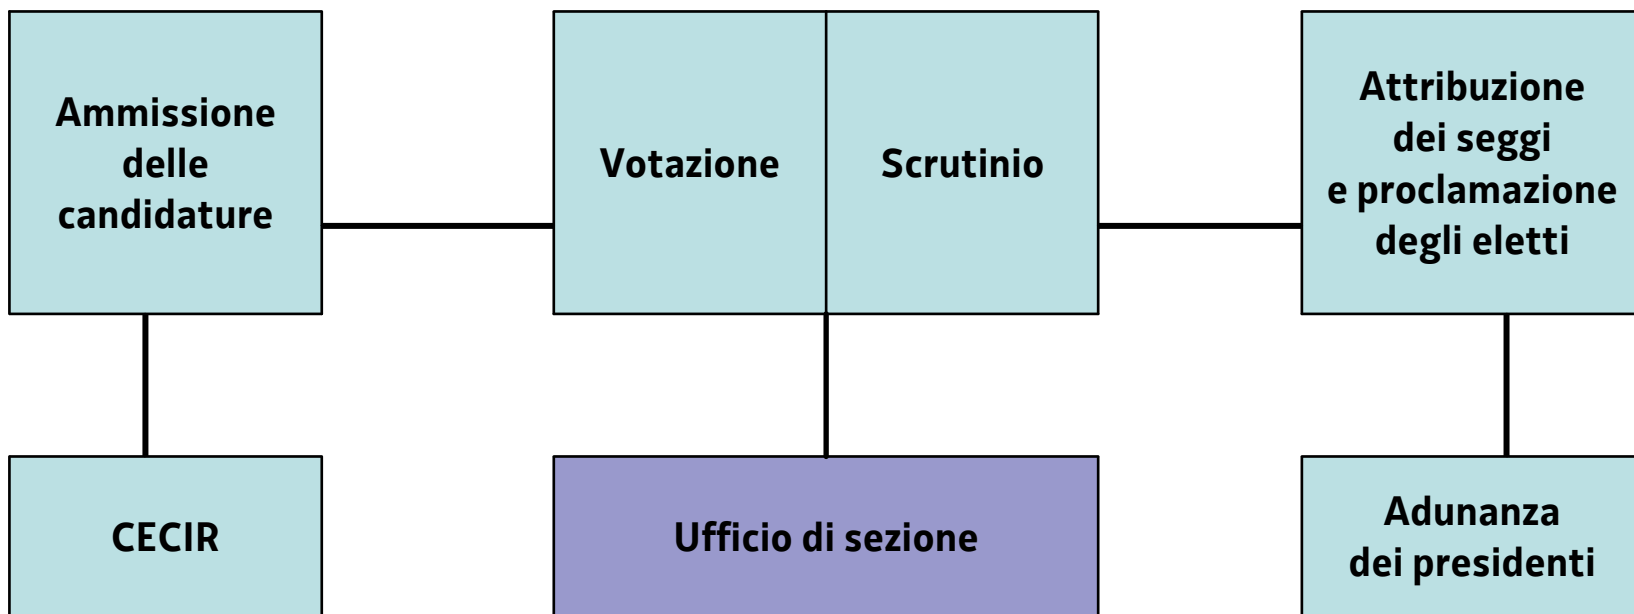 Ammissione
delle
candidature
Votazione
Scrutinio
Attribuzione
dei seggi
e proclamazione
degli eletti
CECIR
Ufficio di sezione
Adunanza
dei presidenti